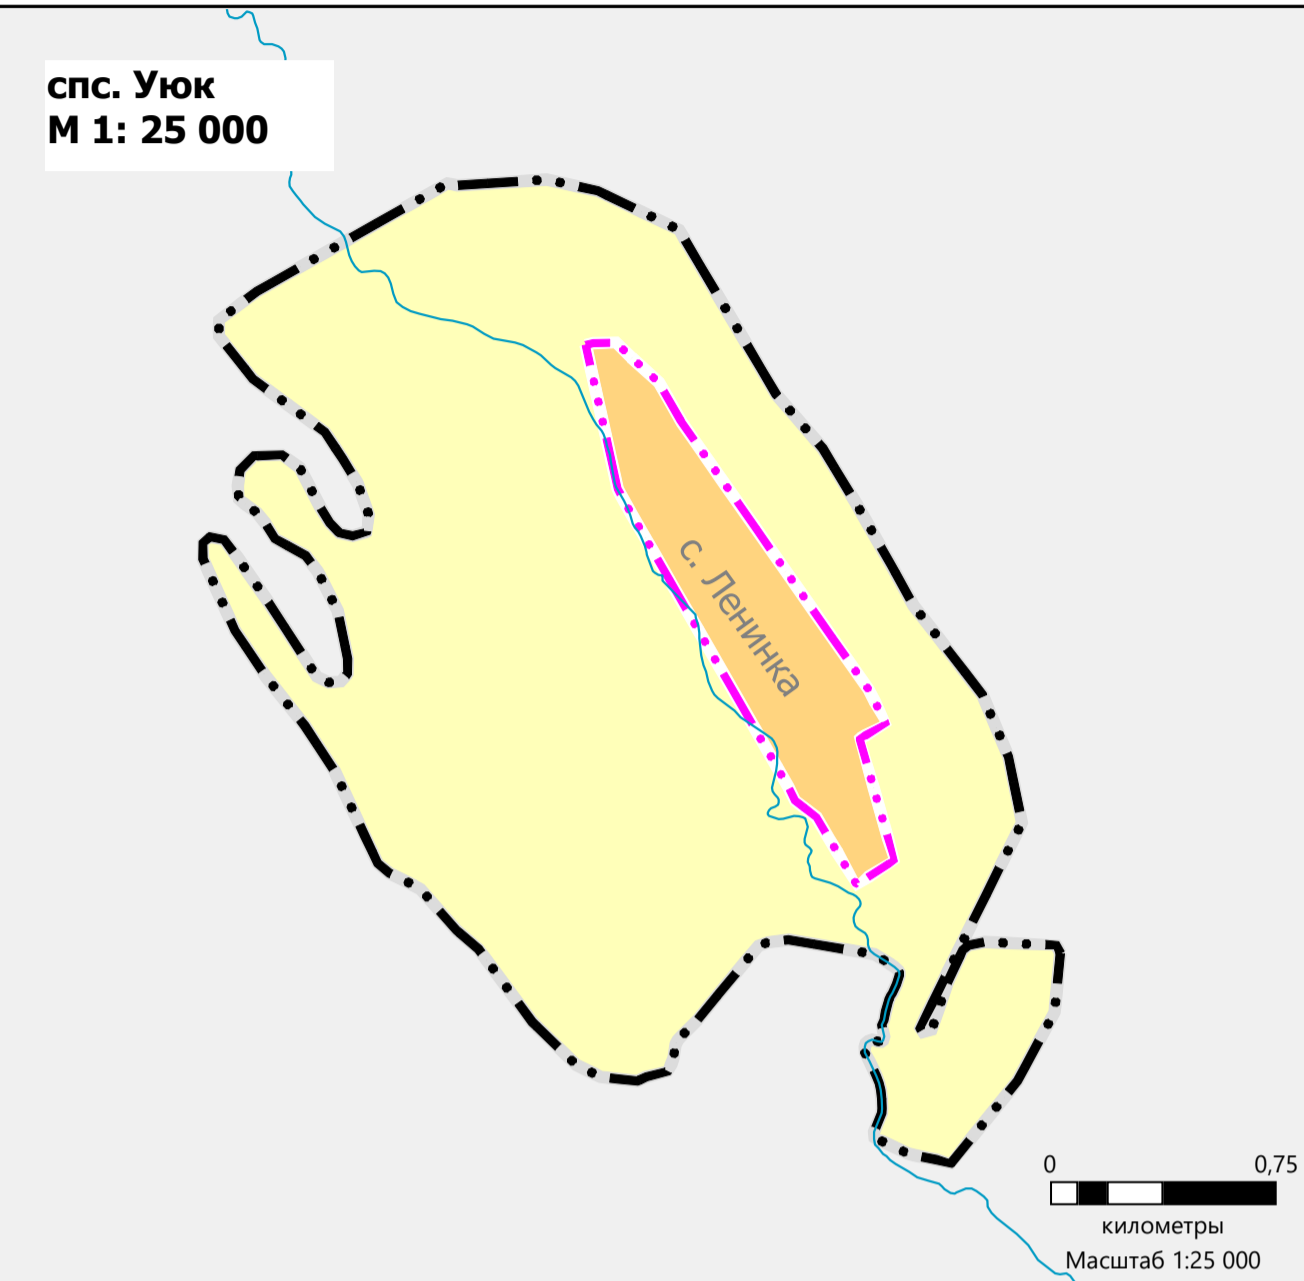 спс. Уюк
М 1: 25 000
с. Ленинка
0 0,75
километры
Масштаб 1:25 000